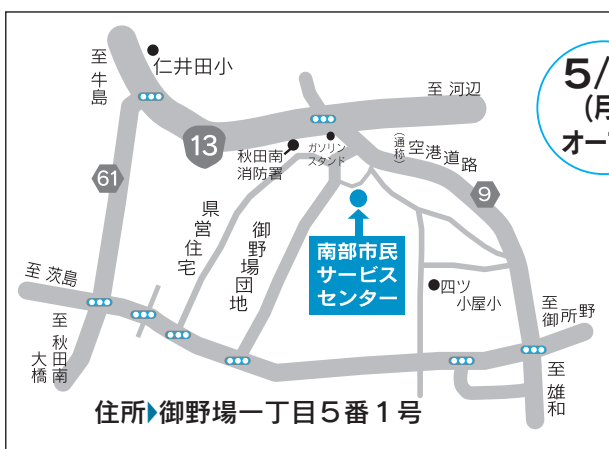 至牛島
仁井田小
至 河辺
5/
(月
オー
13
秋田南
消防署
ガソリン
スタンド
(通称)
空港道路
61
9
県営住宅
御野場団地
南部市民
サービス
センター
四ツ
小屋小
至 茨島
至 秋田南大橋
至 御所野
至 雄和
住所▶御野場一丁目5番1号